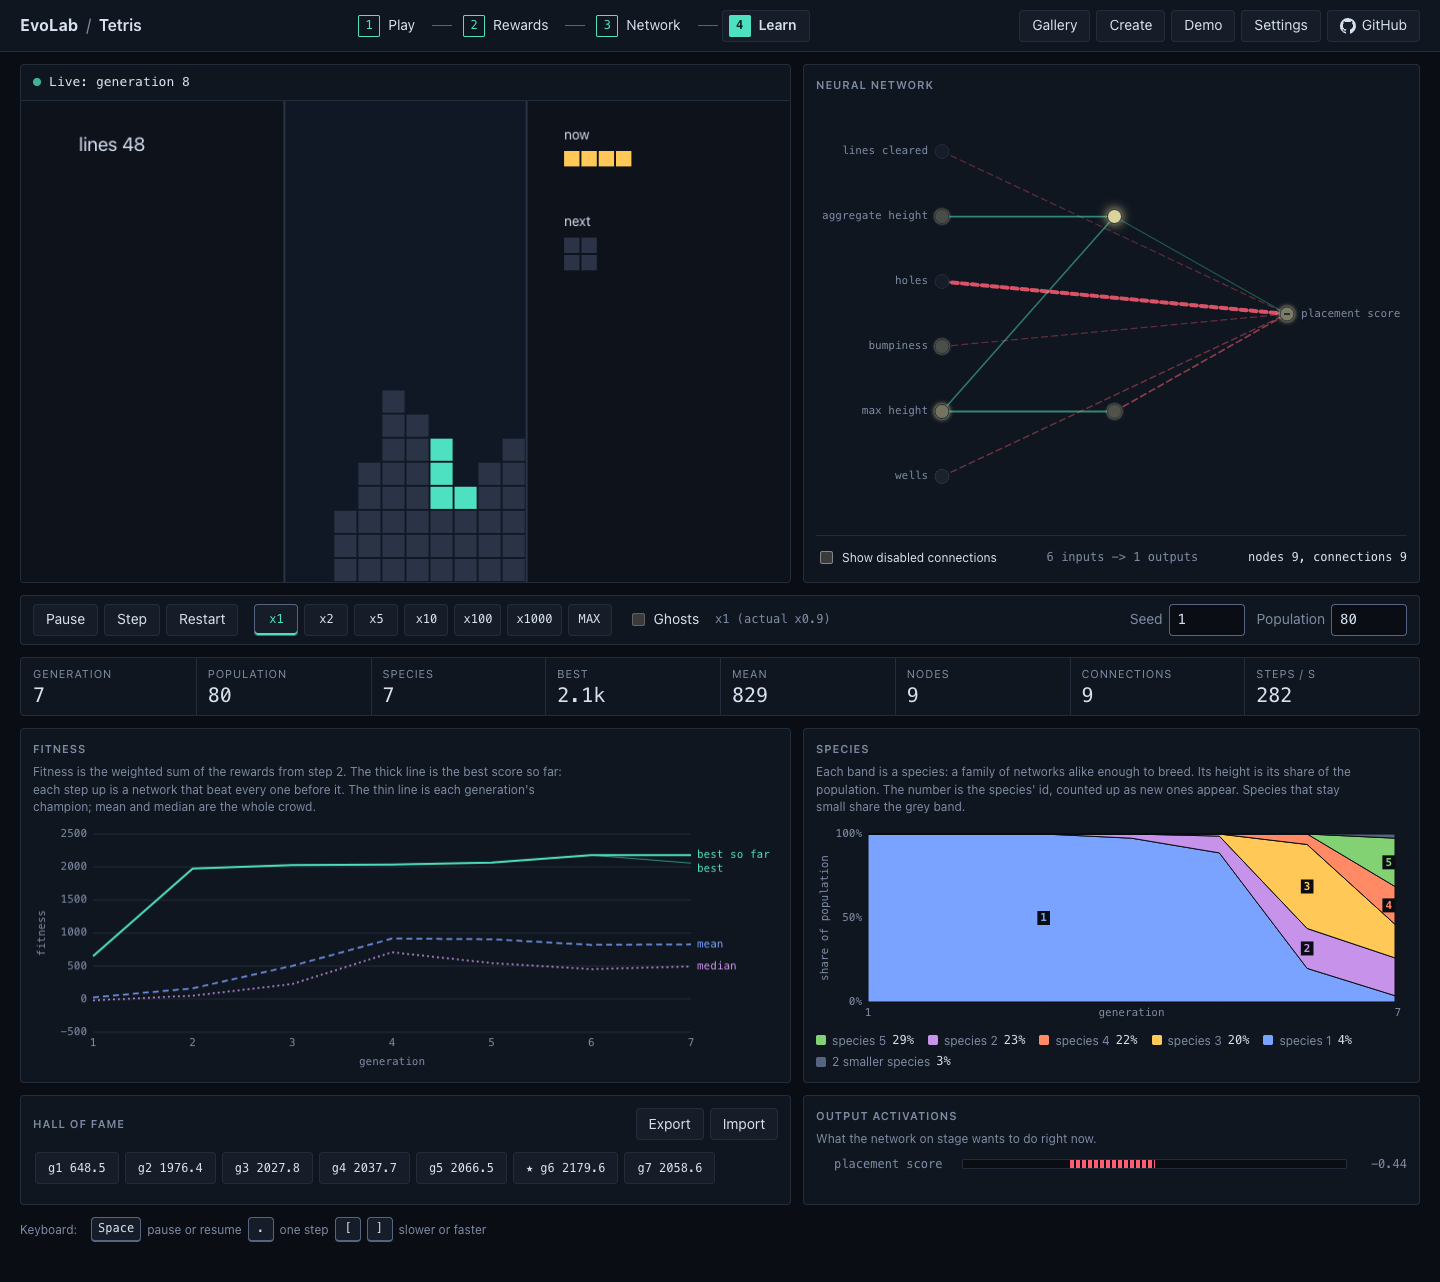 EvoLab / Tetris
1 Play
2 Rewards
3 Network
4 Learn
Gallery
Create
Demo
Settings
GitHub
Live: generation 8
lines 48
now
next
NEURAL NETWORK
lines cleared
aggregate height
holes
bumpiness
max height
wells
placement score
Show disabled connections
6 inputs -> 1 outputs
nodes 9, connections 9
Pause
Step
Restart
x1
x2
x5
x10
x100
x1000
MAX
Ghosts
x1 (actual x0.9)
Seed 1
Population 80
GENERATION
7
POPULATION
80
SPECIES
7
BEST
2.1k
MEAN
829
NODES
9
CONNECTIONS
9
STEPS / S
282
FITNESS
Fitness is the weighted sum of the rewards from step 2. The thick line is the best score so far:
each step up is a network that beat every one before it. The thin line is each generation's
champion; mean and median are the whole crowd.
2500
2000
1500
1000
500
0
−500
fitness
1 2 3 4 5 6 7
generation
best so far
best
mean
median
SPECIES
Each band is a species: a family of networks alike enough to breed. Its height is its share of the
population. The number is the species' id, counted up as new ones appear. Species that stay
small share the grey band.
100%
50%
0%
share of population
1
2
3
4
5
1 7
generation
species 5 29%
species 2 23%
species 4 22%
species 3 20%
species 1 4%
2 smaller species 3%
HALL OF FAME
Export
Import
g1 648.5
g2 1976.4
g3 2027.8
g4 2037.7
g5 2066.5
★ g6 2179.6
g7 2058.6
OUTPUT ACTIVATIONS
What the network on stage wants to do right now.
placement score
−0.44
Keyboard: Space pause or resume . one step [ ] slower or faster